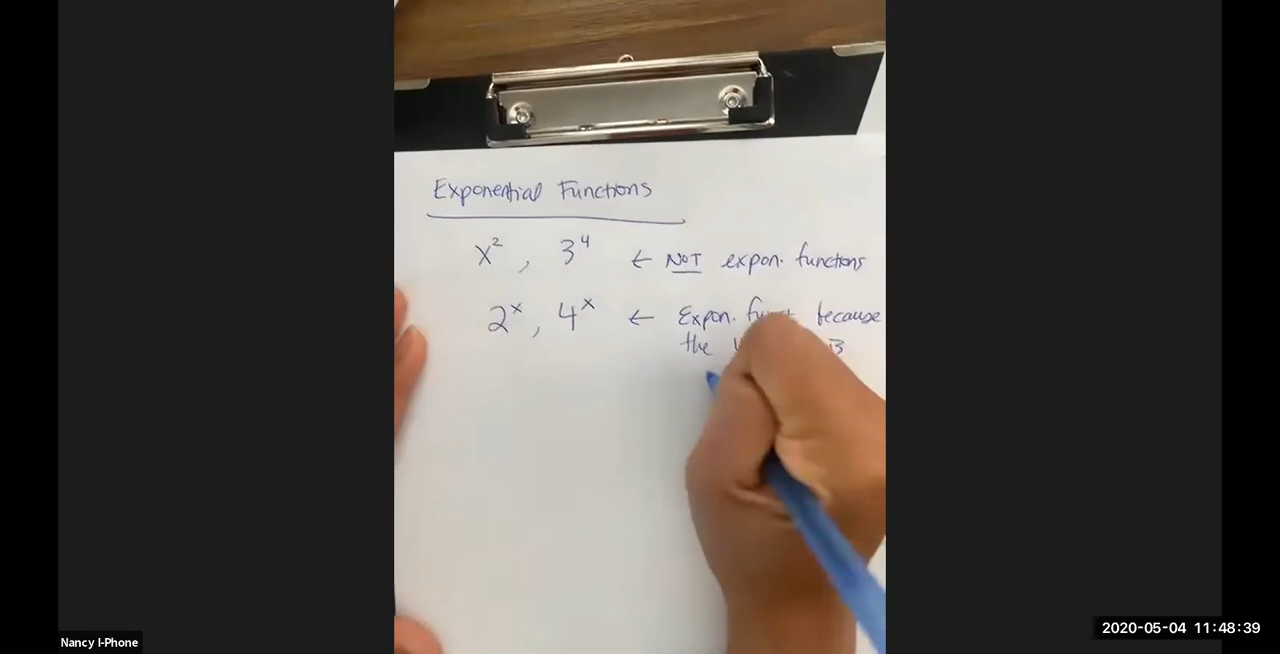 Exponential Functions
x², 3⁴ ← NOT expon. functions
2ˣ, 4ˣ ← Expon. because
the is
Nancy I-Phone
2020-05-04 11:48:39